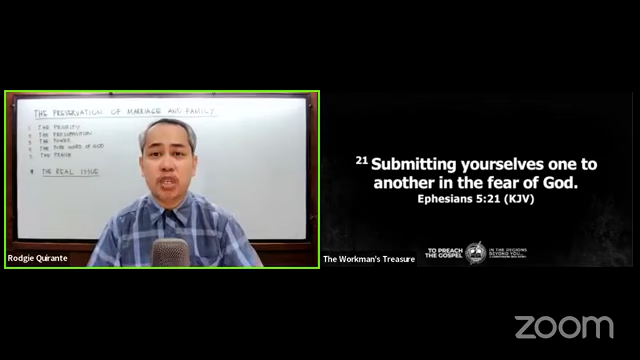 THE PRESERVATION OF MARRIAGE AND FAMILY
1 THE PRIORITY
2 THE PRESUPPOSITION
3 THE POWER
4 THE PURE WORD OF GOD
5 THE PRAYER
THE REAL ISSUE
Rodgie Quirante
21 Submitting yourselves one to
another in the fear of God.
Ephesians 5:21 (KJV)
The Workman's Treasure
TO PREACH
THE GOSPEL
IN THE REGIONS
BEYOND YOU...
zoom